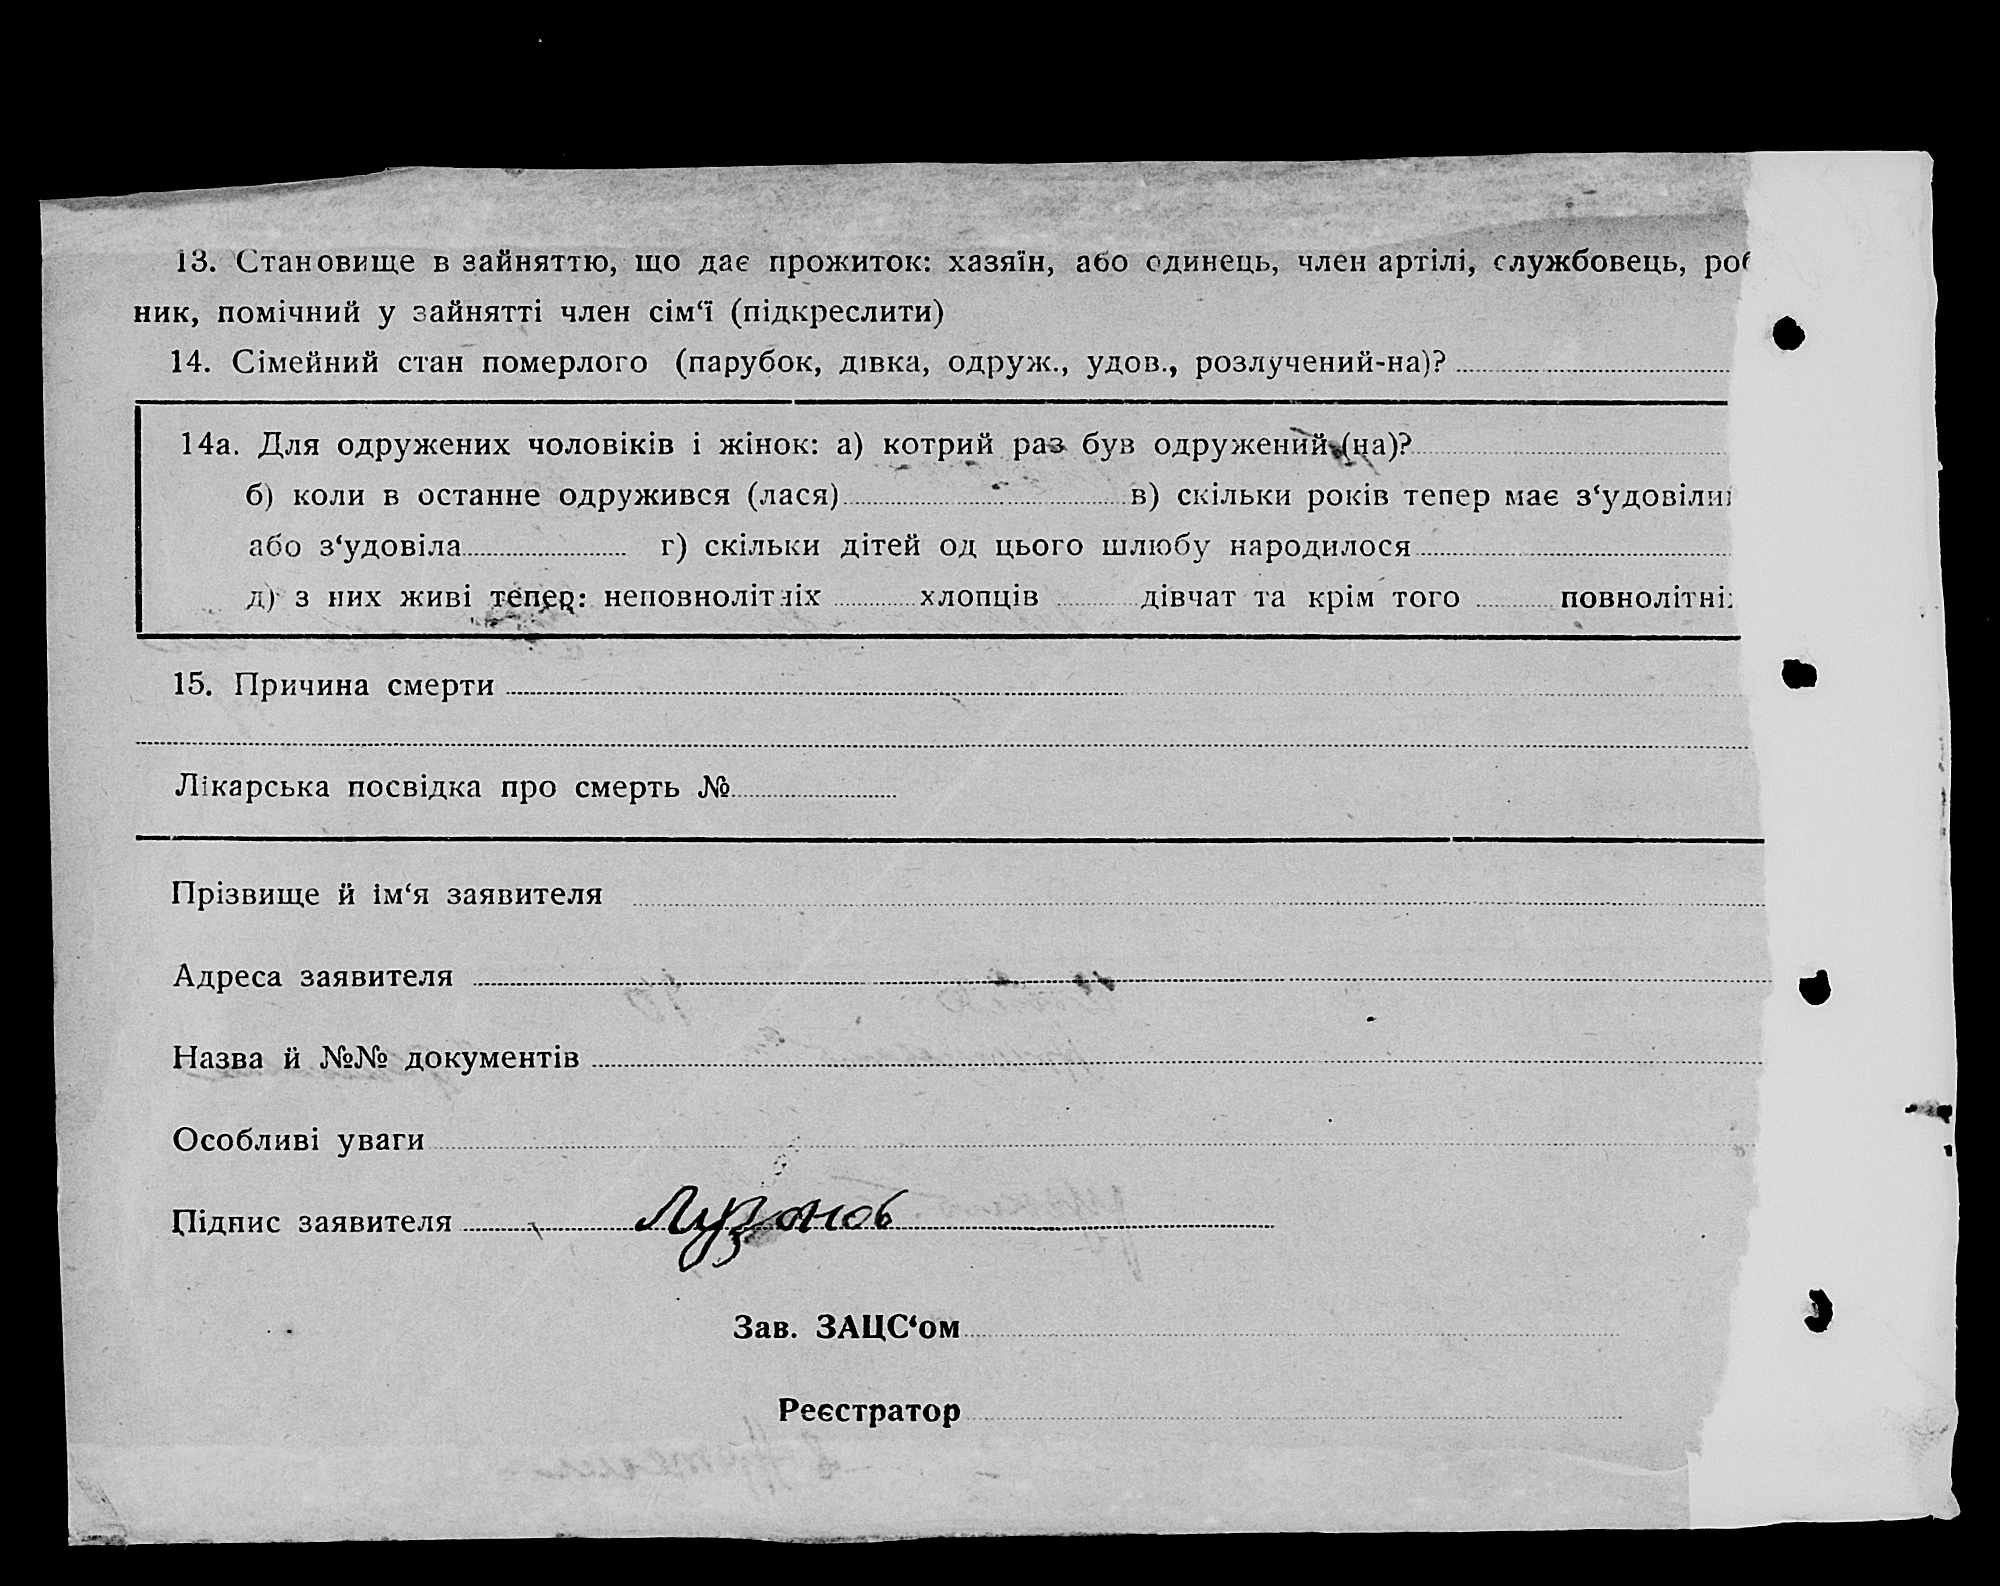 13. Становище в зайняттю, що дає прожиток: хазяїн, або одинець, член артілі, службовець, роб
ник, помічний у зайнятті член сім‘ї (підкреслити)
14. Сімейний стан померлого (парубок, дівка, одруж., удов., розлучений-на)?
14а. Для одружених чоловіків і жінок: а) котрий раз був одружений (на)?
б) коли в останне одружився (лася) в) скільки років тепер має з‘удовілий
або з‘удовіла г) скільки дітей од цього шлюбу народилося
д) з них живі тепер: неповнолітніх хлопців дівчат та крім того повнолітніх
15. Причина смерти
Лікарська посвідка про смерть №
Прізвище й ім‘я заявителя
Адреса заявителя
Назва й №№ документів
Особливі уваги
Підпис заявителя Лузанов
Зав. ЗАЦС‘ом
Реєстратор